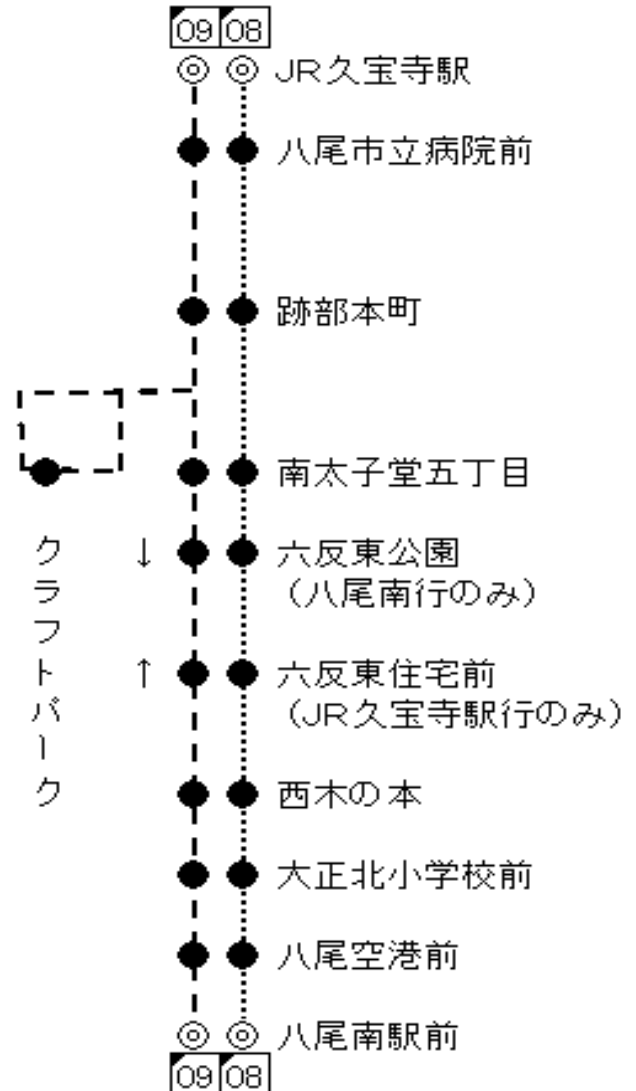 09 08
JR久宝寺駅
八尾市立病院前
跡部本町
南太子堂五丁目
クラフトパーク
↓
六反東公園
（八尾南行のみ）
↑
六反東住宅前
（JR久宝寺駅行のみ）
西木の本
大正北小学校前
八尾空港前
八尾南駅前
09 08